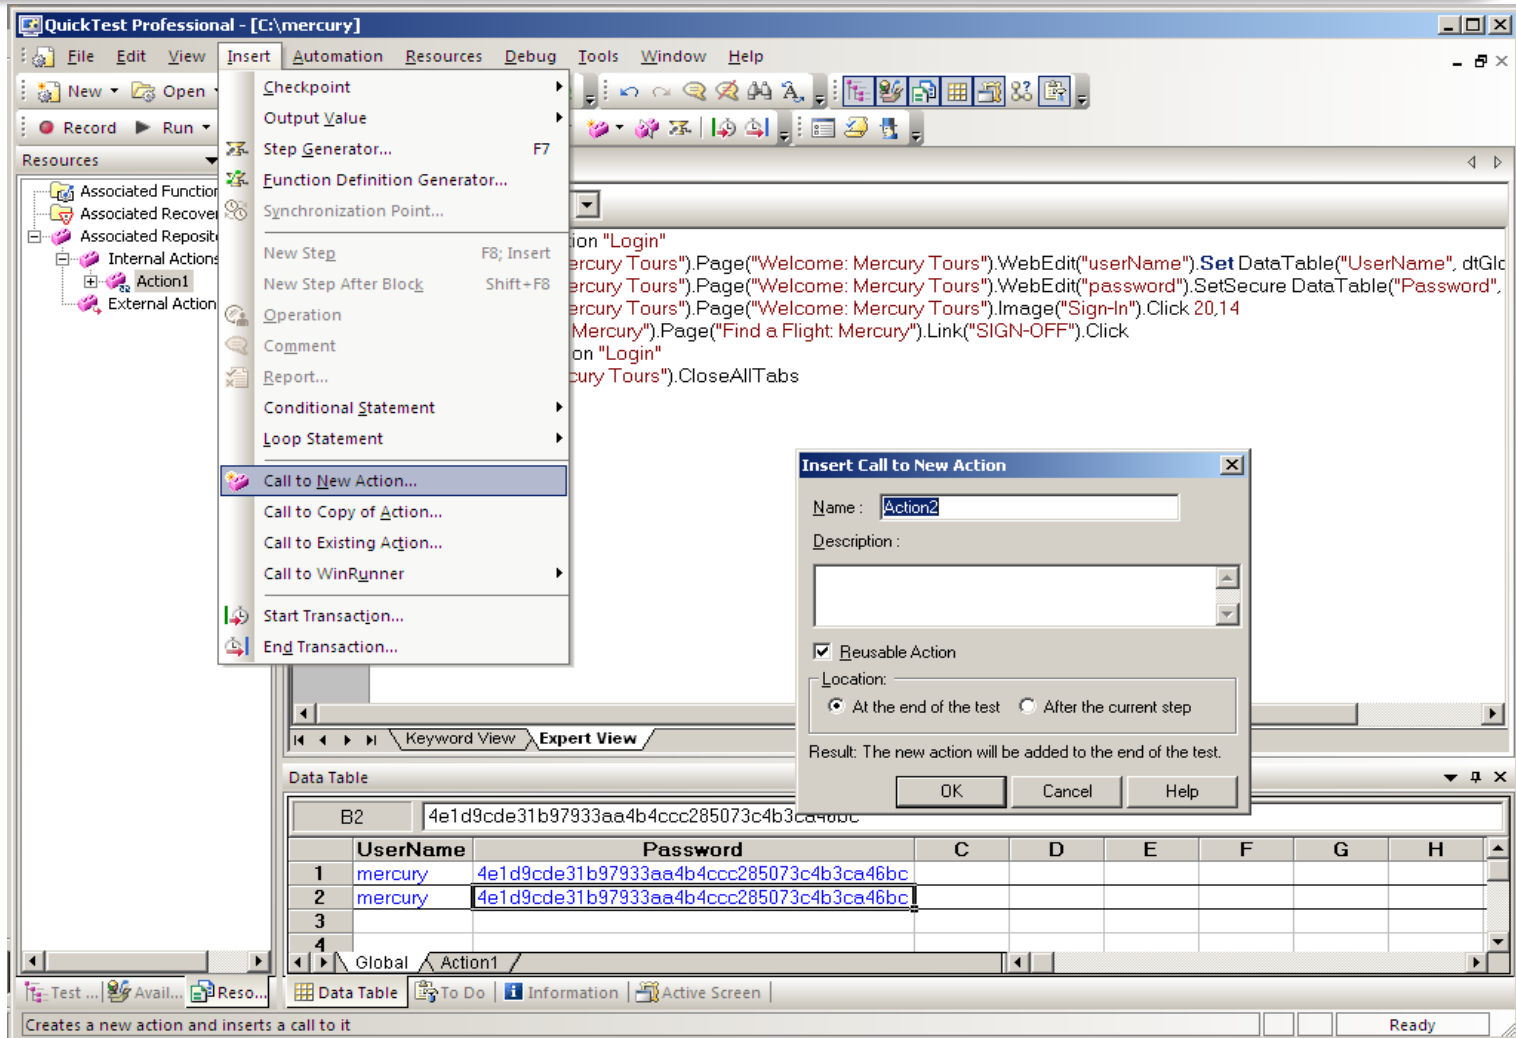 QuickTest Professional - [C:\mercury]
File Edit View Insert Automation Resources Debug Tools Window Help
New Open
Record Run
Resources
Associated Function
Associated Recove
Associated Reposit
Internal Actions
Action1
External Action
Checkpoint
Output Value
Step Generator... F7
Function Definition Generator...
Synchronization Point...
New Step F8; Insert
New Step After Block Shift+F8
Operation
Comment
Report...
Conditional Statement
Loop Statement
Call to New Action...
Call to Copy of Action...
Call to Existing Action...
Call to WinRunner
Start Transaction...
End Transaction...
ion "Login"
ercury Tours").Page("Welcome: Mercury Tours").WebEdit("userName").Set DataTable("UserName", dtGlo
ercury Tours").Page("Welcome: Mercury Tours").WebEdit("password").SetSecure DataTable("Password",
ercury Tours").Page("Welcome: Mercury Tours").Image("Sign-In").Click 20,14
Mercury").Page("Find a Flight: Mercury").Link("SIGN-OFF").Click
on "Login"
cury Tours").CloseAllTabs
Insert Call to New Action
Name : Action2
Description :
Reusable Action
Location:
At the end of the test After the current step
Result: The new action will be added to the end of the test.
OK Cancel Help
Keyword View Expert View
Data Table
B2 4e1d9cde31b97933aa4b4ccc285073c4b3ca46bc
UserName Password C D E F G H
1 mercury 4e1d9cde31b97933aa4b4ccc285073c4b3ca46bc
2 mercury 4e1d9cde31b97933aa4b4ccc285073c4b3ca46bc
3
4
Global Action1
Test ... Avail... Reso... Data Table To Do Information Active Screen
Creates a new action and inserts a call to it Ready